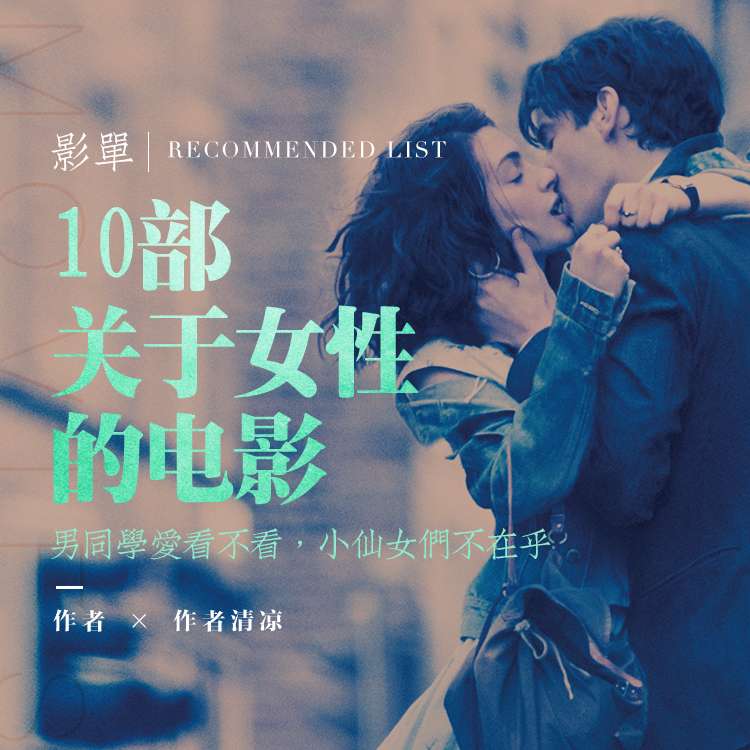 影單 RECOMMENDED LIST
10部
关于女性
的电影
男同學愛看不看，小仙女們不在乎
作者 × 作者清凉